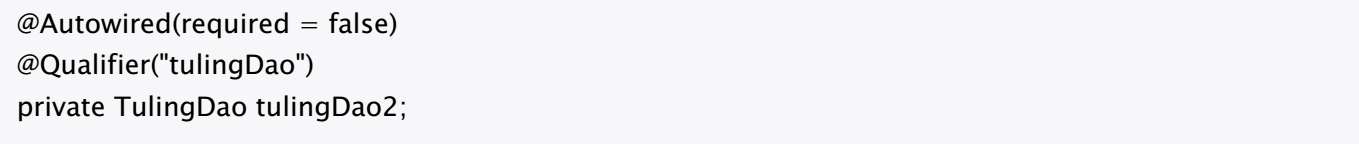 @Autowired(required = false)
@Qualifier("tulingDao")
private TulingDao tulingDao2;